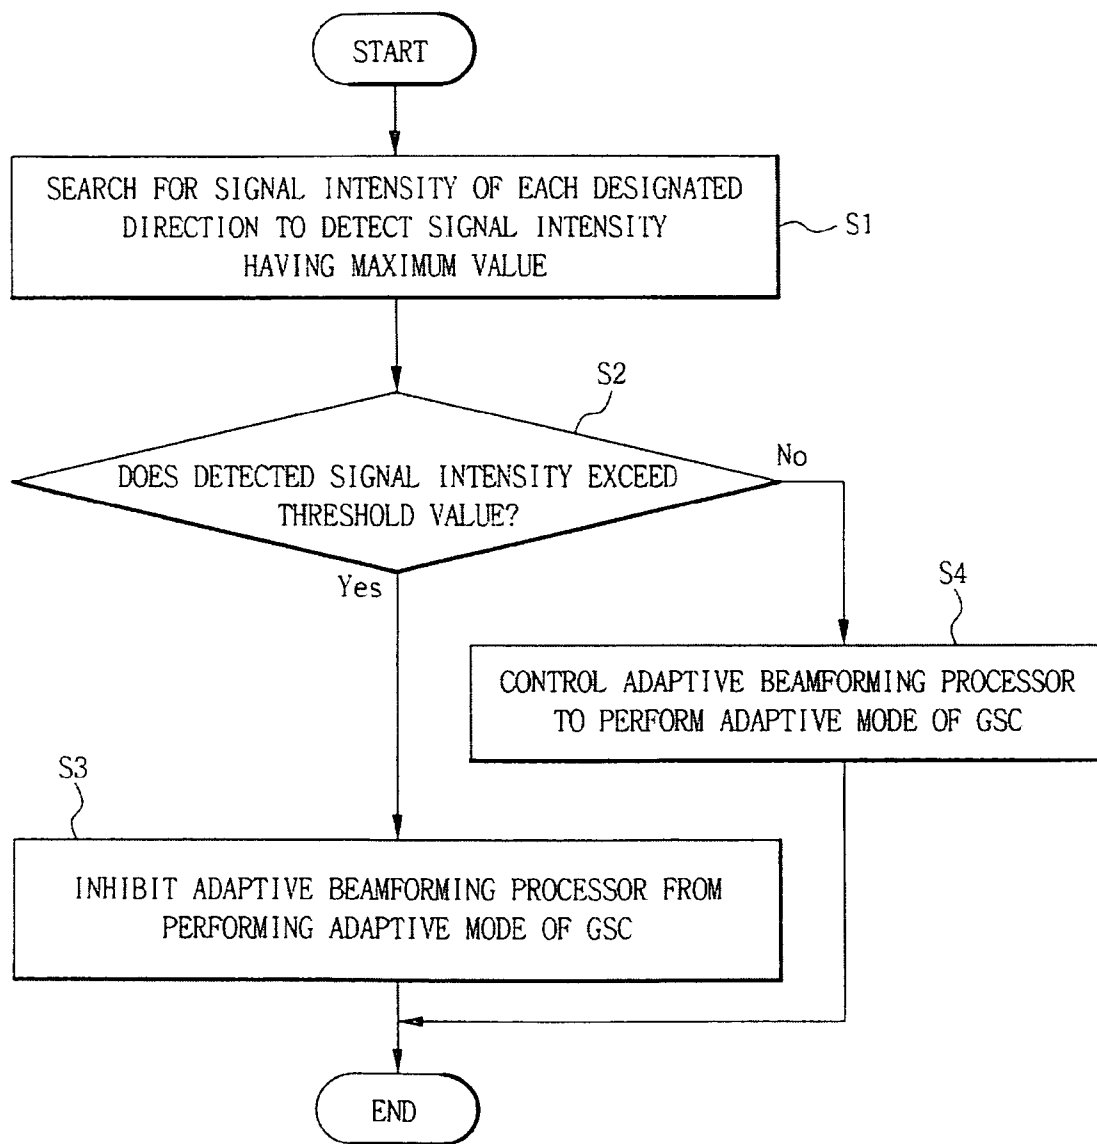 START
SEARCH FOR SIGNAL INTENSITY OF EACH DESIGNATED
DIRECTION TO DETECT SIGNAL INTENSITY
HAVING MAXIMUM VALUE
S1
S2
DOES DETECTED SIGNAL INTENSITY EXCEED
THRESHOLD VALUE?
No
Yes
S4
CONTROL ADAPTIVE BEAMFORMING PROCESSOR
TO PERFORM ADAPTIVE MODE OF GSC
S3
INHIBIT ADAPTIVE BEAMFORMING PROCESSOR FROM
PERFORMING ADAPTIVE MODE OF GSC
END